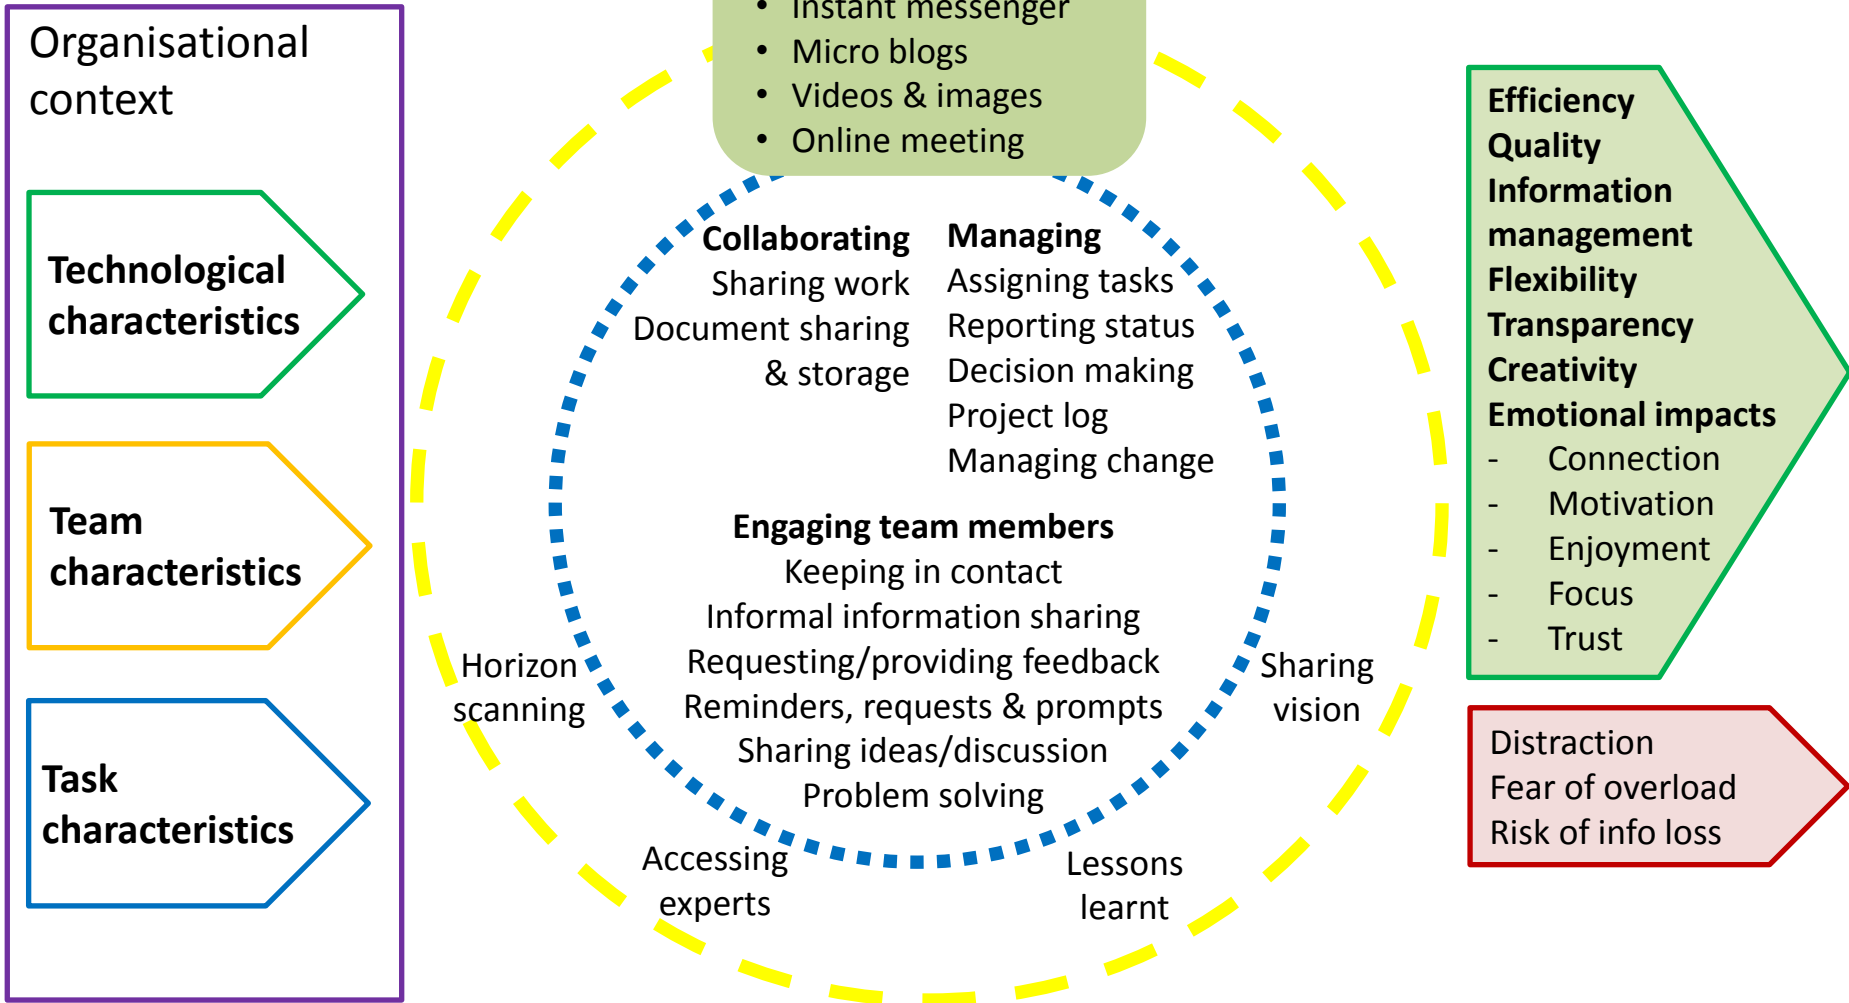 Organisational
context
Technological
characteristics
Team
characteristics
Task
characteristics
• Instant messenger
• Micro blogs
• Videos & images
• Online meeting
Collaborating
Sharing work
Document sharing
& storage
Managing
Assigning tasks
Reporting status
Decision making
Project log
Managing change
Engaging team members
Keeping in contact
Informal information sharing
Requesting/providing feedback
Reminders, requests & prompts
Sharing ideas/discussion
Problem solving
Horizon
scanning
Accessing
experts
Lessons
learnt
Sharing
vision
Efficiency
Quality
Information
management
Flexibility
Transparency
Creativity
Emotional impacts
- Connection
- Motivation
- Enjoyment
- Focus
- Trust
Distraction
Fear of overload
Risk of info loss